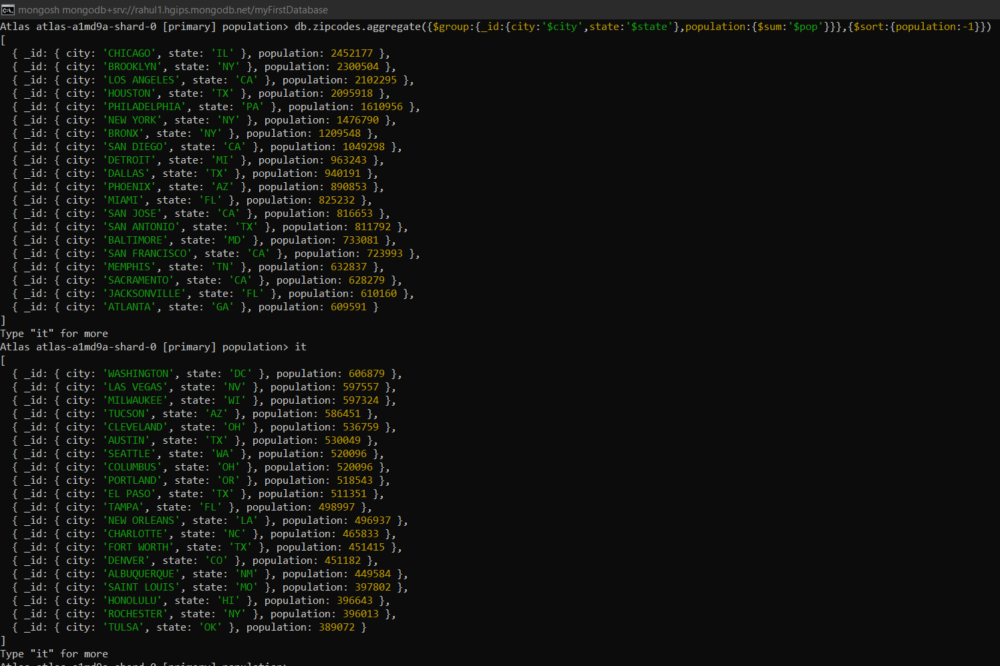 mongosh mongodb+srv://rahul1.hgips.mongodb.net/myFirstDatabase
Atlas atlas-a1md9a-shard-0 [primary] population> db.zipcodes.aggregate({$group:{_id:{city:'$city',state:'$state'},population:{$sum:'$pop'}}},{$sort:{population:-1}})
[
  { _id: { city: 'CHICAGO', state: 'IL' }, population: 2452177 },
  { _id: { city: 'BROOKLYN', state: 'NY' }, population: 2300504 },
  { _id: { city: 'LOS ANGELES', state: 'CA' }, population: 2102295 },
  { _id: { city: 'HOUSTON', state: 'TX' }, population: 2095918 },
  { _id: { city: 'PHILADELPHIA', state: 'PA' }, population: 1610956 },
  { _id: { city: 'NEW YORK', state: 'NY' }, population: 1476790 },
  { _id: { city: 'BRONX', state: 'NY' }, population: 1209548 },
  { _id: { city: 'SAN DIEGO', state: 'CA' }, population: 1049298 },
  { _id: { city: 'DETROIT', state: 'MI' }, population: 963243 },
  { _id: { city: 'DALLAS', state: 'TX' }, population: 940191 },
  { _id: { city: 'PHOENIX', state: 'AZ' }, population: 890853 },
  { _id: { city: 'MIAMI', state: 'FL' }, population: 825232 },
  { _id: { city: 'SAN JOSE', state: 'CA' }, population: 816653 },
  { _id: { city: 'SAN ANTONIO', state: 'TX' }, population: 811792 },
  { _id: { city: 'BALTIMORE', state: 'MD' }, population: 733081 },
  { _id: { city: 'SAN FRANCISCO', state: 'CA' }, population: 723993 },
  { _id: { city: 'MEMPHIS', state: 'TN' }, population: 632837 },
  { _id: { city: 'SACRAMENTO', state: 'CA' }, population: 628279 },
  { _id: { city: 'JACKSONVILLE', state: 'FL' }, population: 610160 },
  { _id: { city: 'ATLANTA', state: 'GA' }, population: 609591 }
]
Type "it" for more
Atlas atlas-a1md9a-shard-0 [primary] population> it
[
  { _id: { city: 'WASHINGTON', state: 'DC' }, population: 606879 },
  { _id: { city: 'LAS VEGAS', state: 'NV' }, population: 597557 },
  { _id: { city: 'MILWAUKEE', state: 'WI' }, population: 597324 },
  { _id: { city: 'TUCSON', state: 'AZ' }, population: 586451 },
  { _id: { city: 'CLEVELAND', state: 'OH' }, population: 536759 },
  { _id: { city: 'AUSTIN', state: 'TX' }, population: 530049 },
  { _id: { city: 'SEATTLE', state: 'WA' }, population: 520096 },
  { _id: { city: 'COLUMBUS', state: 'OH' }, population: 520096 },
  { _id: { city: 'PORTLAND', state: 'OR' }, population: 518543 },
  { _id: { city: 'EL PASO', state: 'TX' }, population: 511351 },
  { _id: { city: 'TAMPA', state: 'FL' }, population: 498997 },
  { _id: { city: 'NEW ORLEANS', state: 'LA' }, population: 496937 },
  { _id: { city: 'CHARLOTTE', state: 'NC' }, population: 465833 },
  { _id: { city: 'FORT WORTH', state: 'TX' }, population: 451415 },
  { _id: { city: 'DENVER', state: 'CO' }, population: 451182 },
  { _id: { city: 'ALBUQUERQUE', state: 'NM' }, population: 449584 },
  { _id: { city: 'SAINT LOUIS', state: 'MO' }, population: 397802 },
  { _id: { city: 'HONOLULU', state: 'HI' }, population: 396643 },
  { _id: { city: 'ROCHESTER', state: 'NY' }, population: 396013 },
  { _id: { city: 'TULSA', state: 'OK' }, population: 389072 }
]
Type "it" for more
Atlas atlas-a1md9a-shard-0 [primary] population>